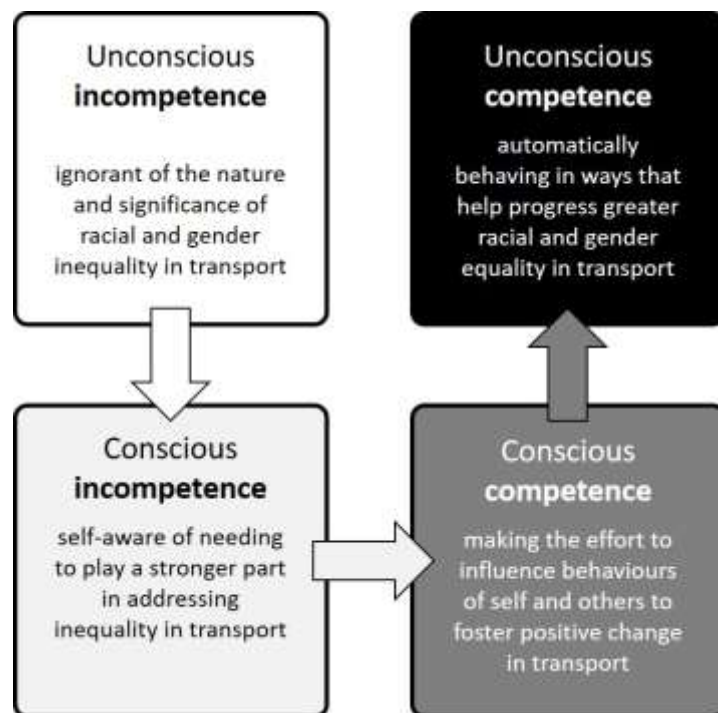 Unconscious
incompetence
ignorant of the nature
and significance of
racial and gender
inequality in transport
Conscious
incompetence
self-aware of needing
to play a stronger part
in addressing
inequality in transport
Conscious
competence
making the effort to
influence behaviours
of self and others to
foster positive change
in transport
Unconscious
competence
automatically
behaving in ways that
help progress greater
racial and gender
equality in transport